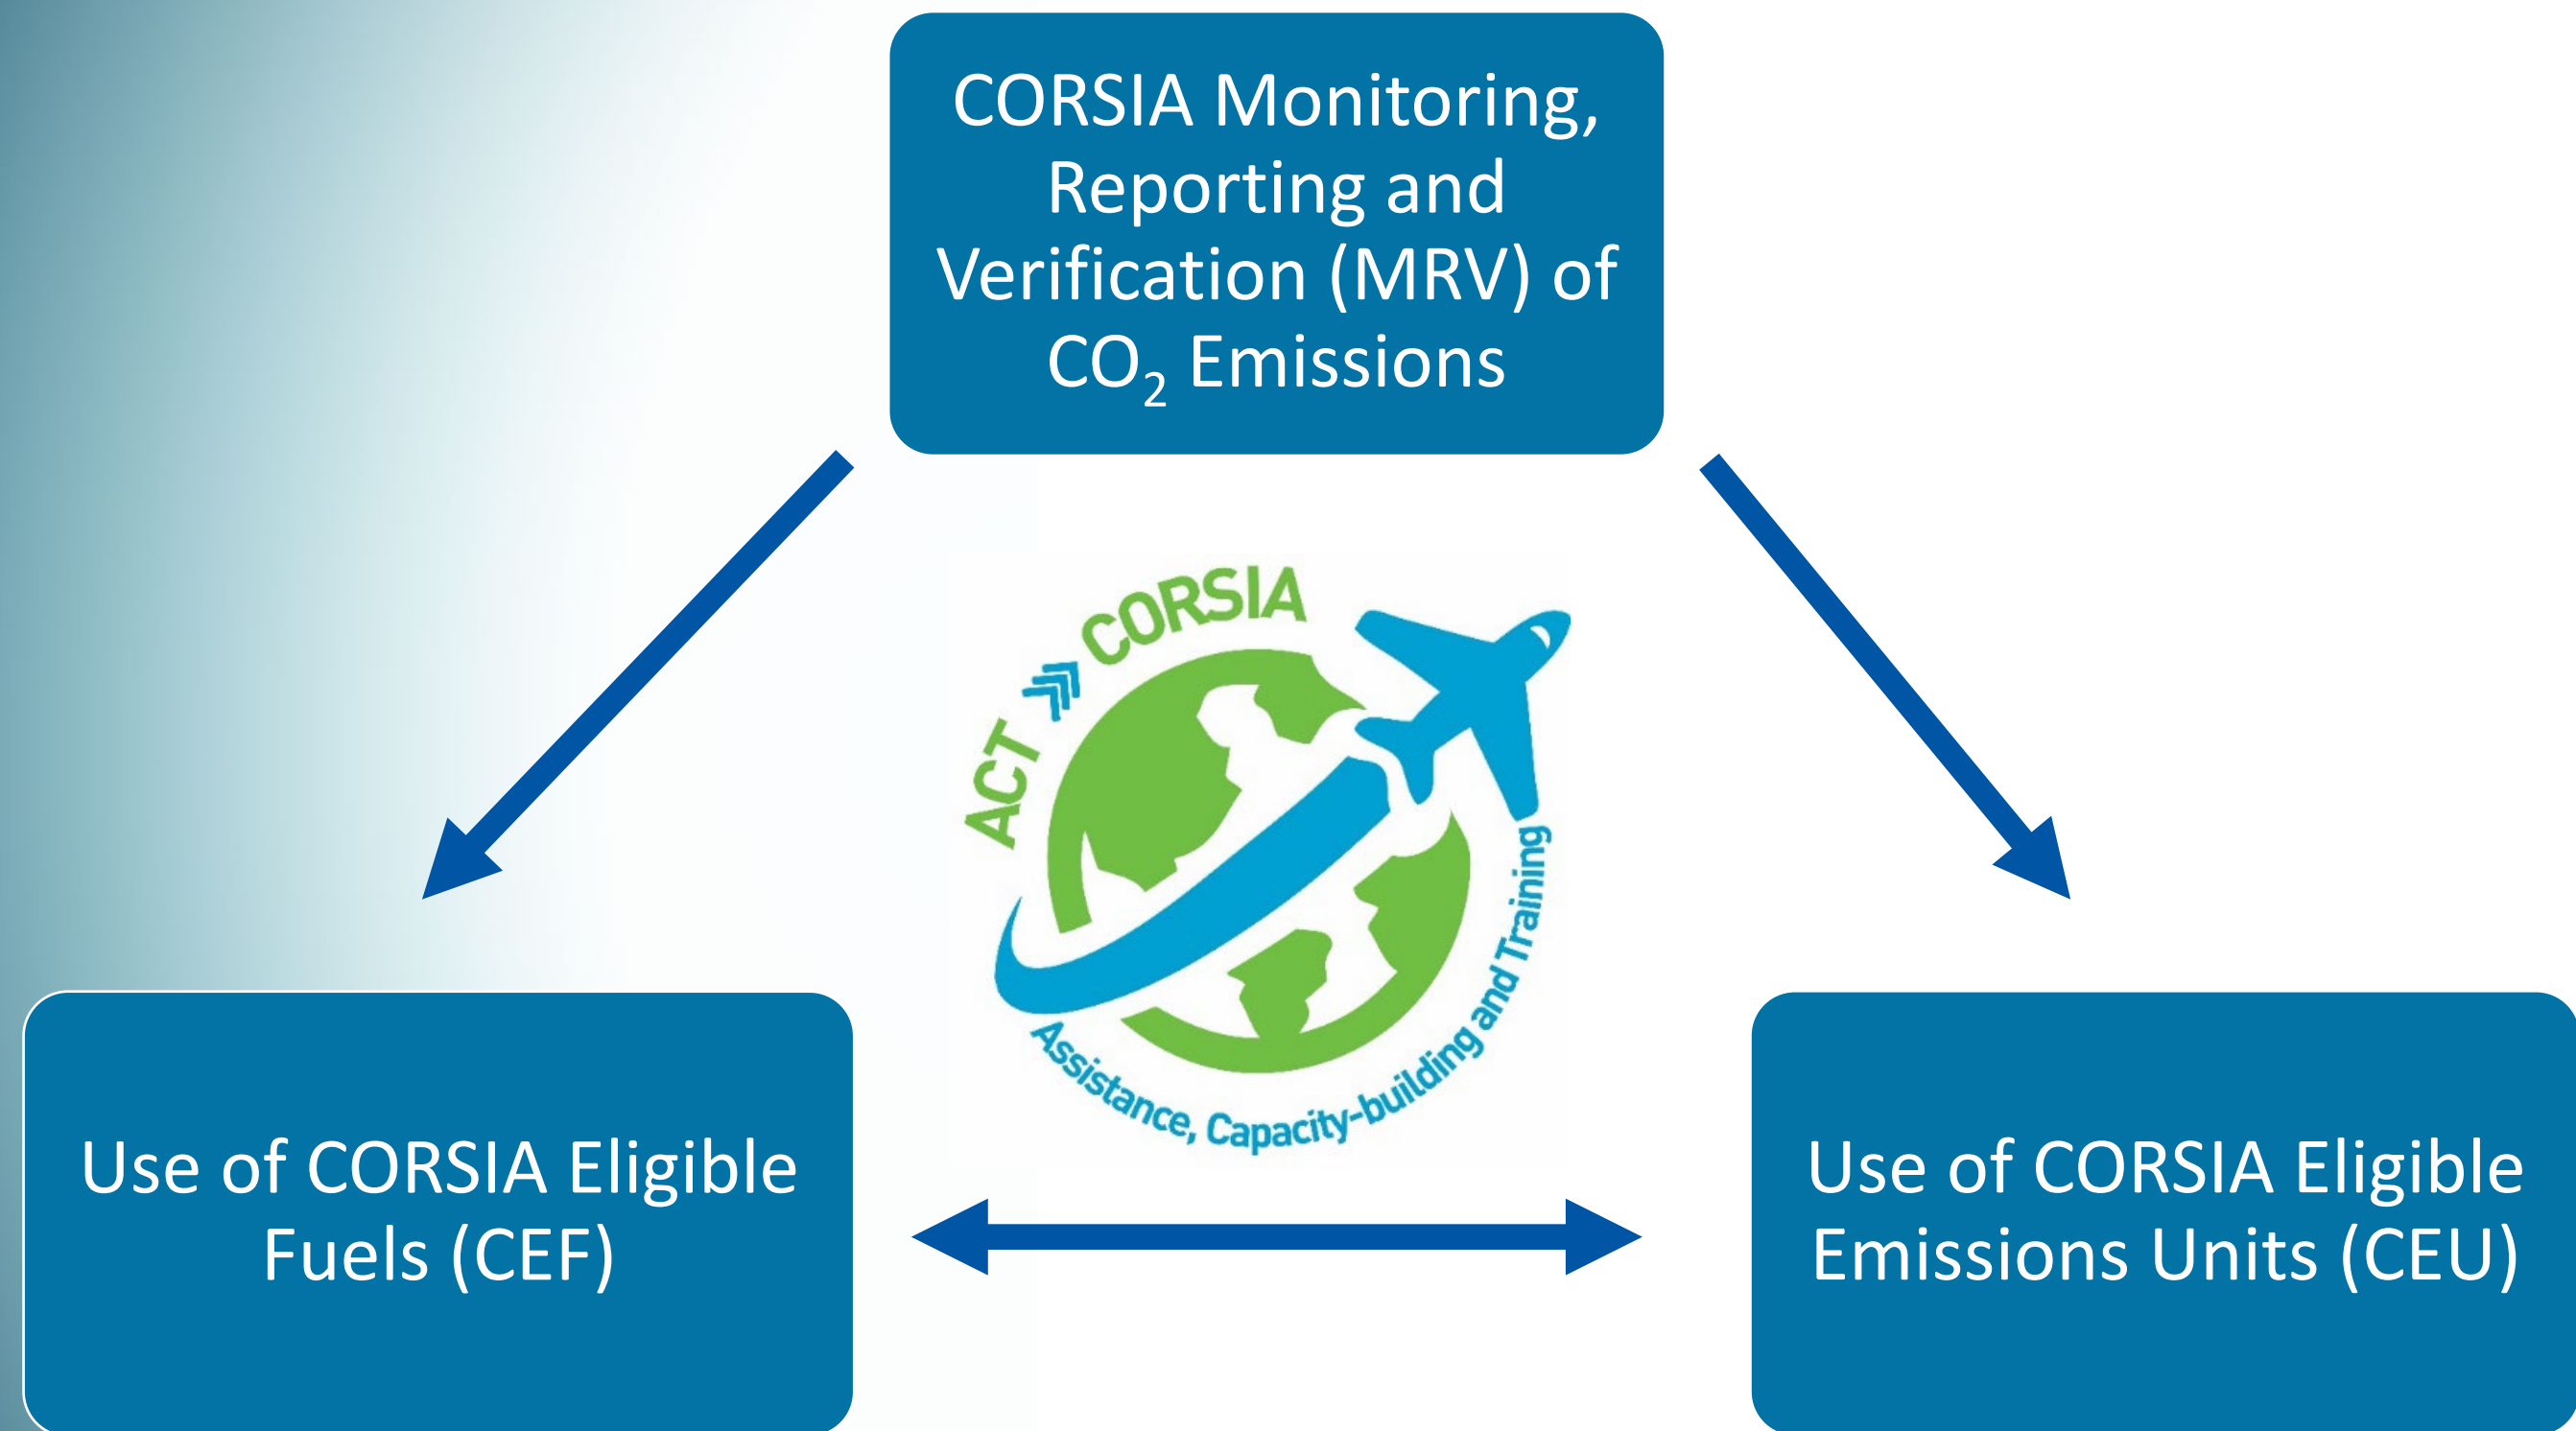 CORSIA Monitoring,
Reporting and
Verification (MRV) of
CO₂ Emissions
ACT CORSIA
Assistance, Capacity-building and Training
Use of CORSIA Eligible
Fuels (CEF)
Use of CORSIA Eligible
Emissions Units (CEU)